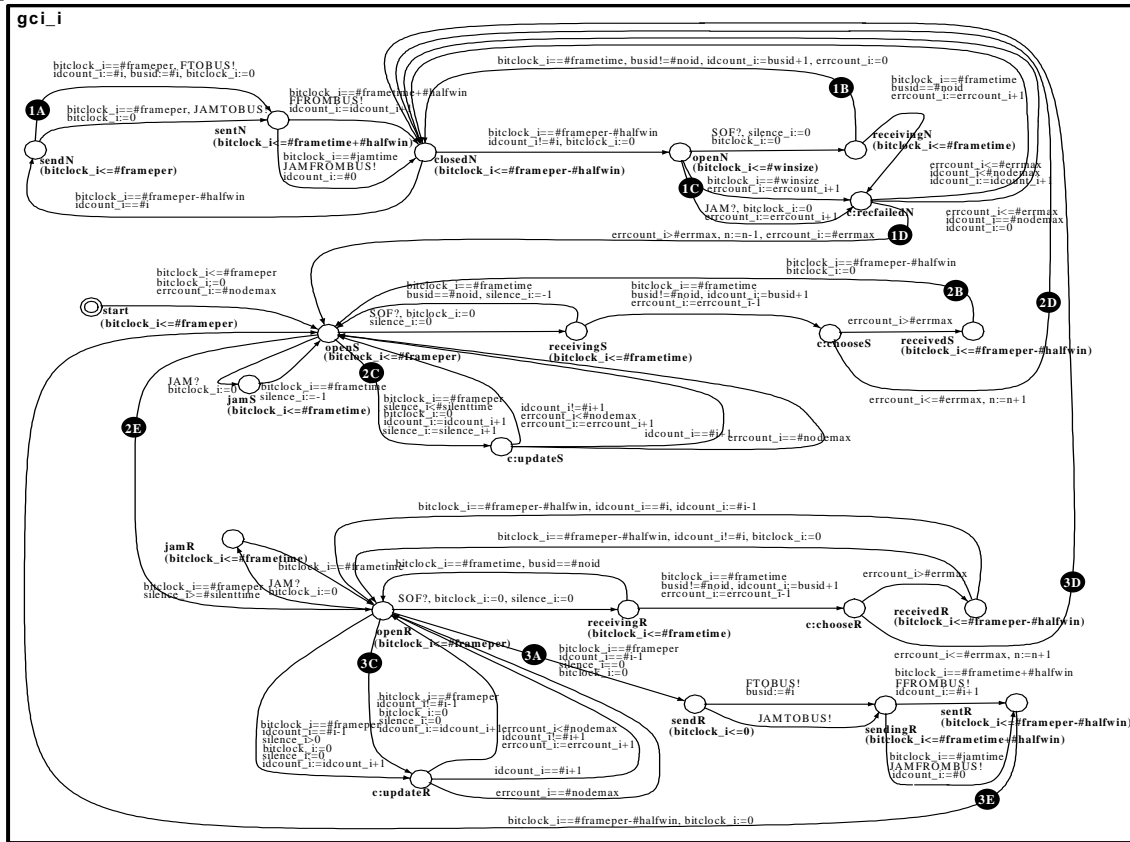 gci_i
bitclock_i==#frameper, FTOBUS!
idcount_i:=#i, busid:=#i, bitclock_i:=0
1A
bitclock_i==#frameper, JAMTOBUS!
bitclock_i:=0
sendN
(bitclock_i<=#frameper)
sentN
(bitclock_i<=#frametime+#halfwin)
bitclock_i==#frametime+#halfwin
FFROMBUS!
idcount_i:=idcount_i+1
bitclock_i==#jamtime
JAMFROMBUS!
idcount_i:=#0
bitclock_i==#frameper-#halfwin
idcount_i==#i
closedN
(bitclock_i<=#frameper-#halfwin)
bitclock_i==#frametime, busid!=#noid, idcount_i:=busid+1, errcount_i:=0
1B
bitclock_i==#frameper-#halfwin
idcount_i!=#i, bitclock_i:=0
SOF?, silence_i:=0
bitclock_i:=0
openN
(bitclock_i<=#winsize)
receivingN
(bitclock_i<=#frametime)
bitclock_i==#frametime
busid==#noid
errcount_i:=errcount_i+1
1C
bitclock_i==#winsize
errcount_i:=errcount_i+1
JAM?, bitclock_i:=0
errcount_i:=errcount_i+1
c:recfailedN
errcount_i<=#errmax
idcount_i<#nodemax
idcount_i:=idcount_i+1
errcount_i<=#errmax
idcount_i==#nodemax
idcount_i:=0
1D
errcount_i>#errmax, n:=n-1, errcount_i:=#errmax
start
(bitclock_i<=#frameper)
bitclock_i<=#frameper
bitclock_i:=0
errcount_i:=#nodemax
bitclock_i==#frametime
busid==#noid, silence_i:=-1
SOF?, bitclock_i:=0
silence_i:=0
openS
(bitclock_i<=#frameper)
receivingS
(bitclock_i<=#frametime)
bitclock_i==#frametime
busid!=#noid, idcount_i:=busid+1
errcount_i:=errcount_i-1
bitclock_i==#frameper-#halfwin
bitclock_i:=0
2B
2D
c:chooseS
errcount_i>#errmax
receivedS
(bitclock_i<=#frameper-#halfwin)
errcount_i<=#errmax, n:=n+1
JAM?
bitclock_i:=0
jamS
(bitclock_i<=#frametime)
bitclock_i==#frametime
silence_i:=-1
2C
bitclock_i==#frameper
silence_i<#silenttime
bitclock_i:=0
idcount_i:=idcount_i+1
silence_i:=silence_i+1
idcount_i!=#i+1
errcount_i<#nodemax
errcount_i:=errcount_i+1
idcount_i==#i+1
errcount_i==#nodemax
c:updateS
2E
bitclock_i==#frameper-#halfwin, idcount_i==#i, idcount_i:=#i-1
bitclock_i==#frameper-#halfwin, idcount_i!=#i, bitclock_i:=0
jamR
(bitclock_i<=#frametime)
bitclock_i==#frametime
bitclock_i==#frametime, busid==#noid
bitclock_i==#frameper
silence_i>=#silenttime
JAM?
bitclock_i:=0
SOF?, bitclock_i:=0, silence_i:=0
openR
(bitclock_i<=#frameper)
receivingR
(bitclock_i<=#frametime)
bitclock_i==#frametime
busid!=#noid, idcount_i:=busid+1
errcount_i:=errcount_i-1
c:chooseR
errcount_i>#errmax
receivedR
(bitclock_i<=#frameper-#halfwin)
3D
errcount_i<=#errmax, n:=n+1
3A
bitclock_i==#frameper
idcount_i==#i-1
silence_i==0
bitclock_i:=0
3C
bitclock_i==#frameper
idcount_i!=#i-1
bitclock_i:=0
silence_i:=0
idcount_i:=idcount_i+1
bitclock_i==#frameper
idcount_i==#i-1
silence_i>0
bitclock_i:=0
silence_i:=0
idcount_i:=idcount_i+1
errcount_i<#nodemax
idcount_i!=#i+1
errcount_i:=errcount_i+1
idcount_i==#i+1
errcount_i==#nodemax
c:updateR
FTOBUS!
busid:=#i
JAMTOBUS!
sendR
(bitclock_i<=0)
sendingR
(bitclock_i<=#frametime+#halfwin)
bitclock_i==#frametime+#halfwin
FFROMBUS!
idcount_i:=#i+1
sentR
(bitclock_i<=#frameper-#halfwin)
bitclock_i==#jamtime
JAMFROMBUS!
idcount_i:=#0
3E
bitclock_i==#frameper-#halfwin, bitclock_i:=0